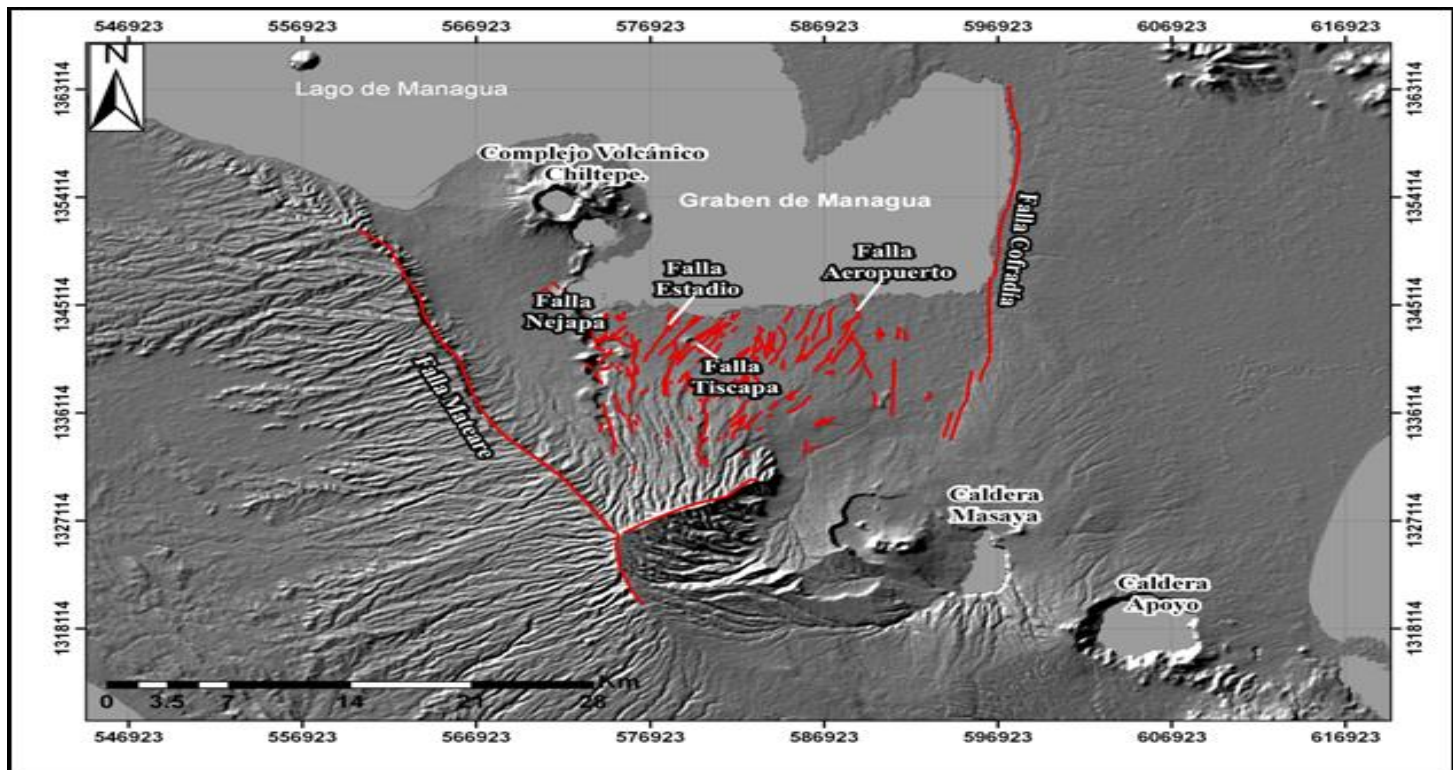 546923 556923 566923 576923 586923 596923 606923 616923
N
Lago de Managua
1363114 1363114
Complejo Volcánico
Chiltepe.
1354114 1354114
Graben de Managua
Falla Cofradía
Falla
Aeropuerto
Falla
Estadio
Falla
Nejapa
1345114 1345114
Falla
Tiscapa
Falla Mateare
1336114 1336114
Caldera
Masaya
1327114 1327114
Caldera
Apoyo
1318114 1318114
Km
0 3.5 7 14 21 28
546923 556923 566923 576923 586923 596923 606923 616923